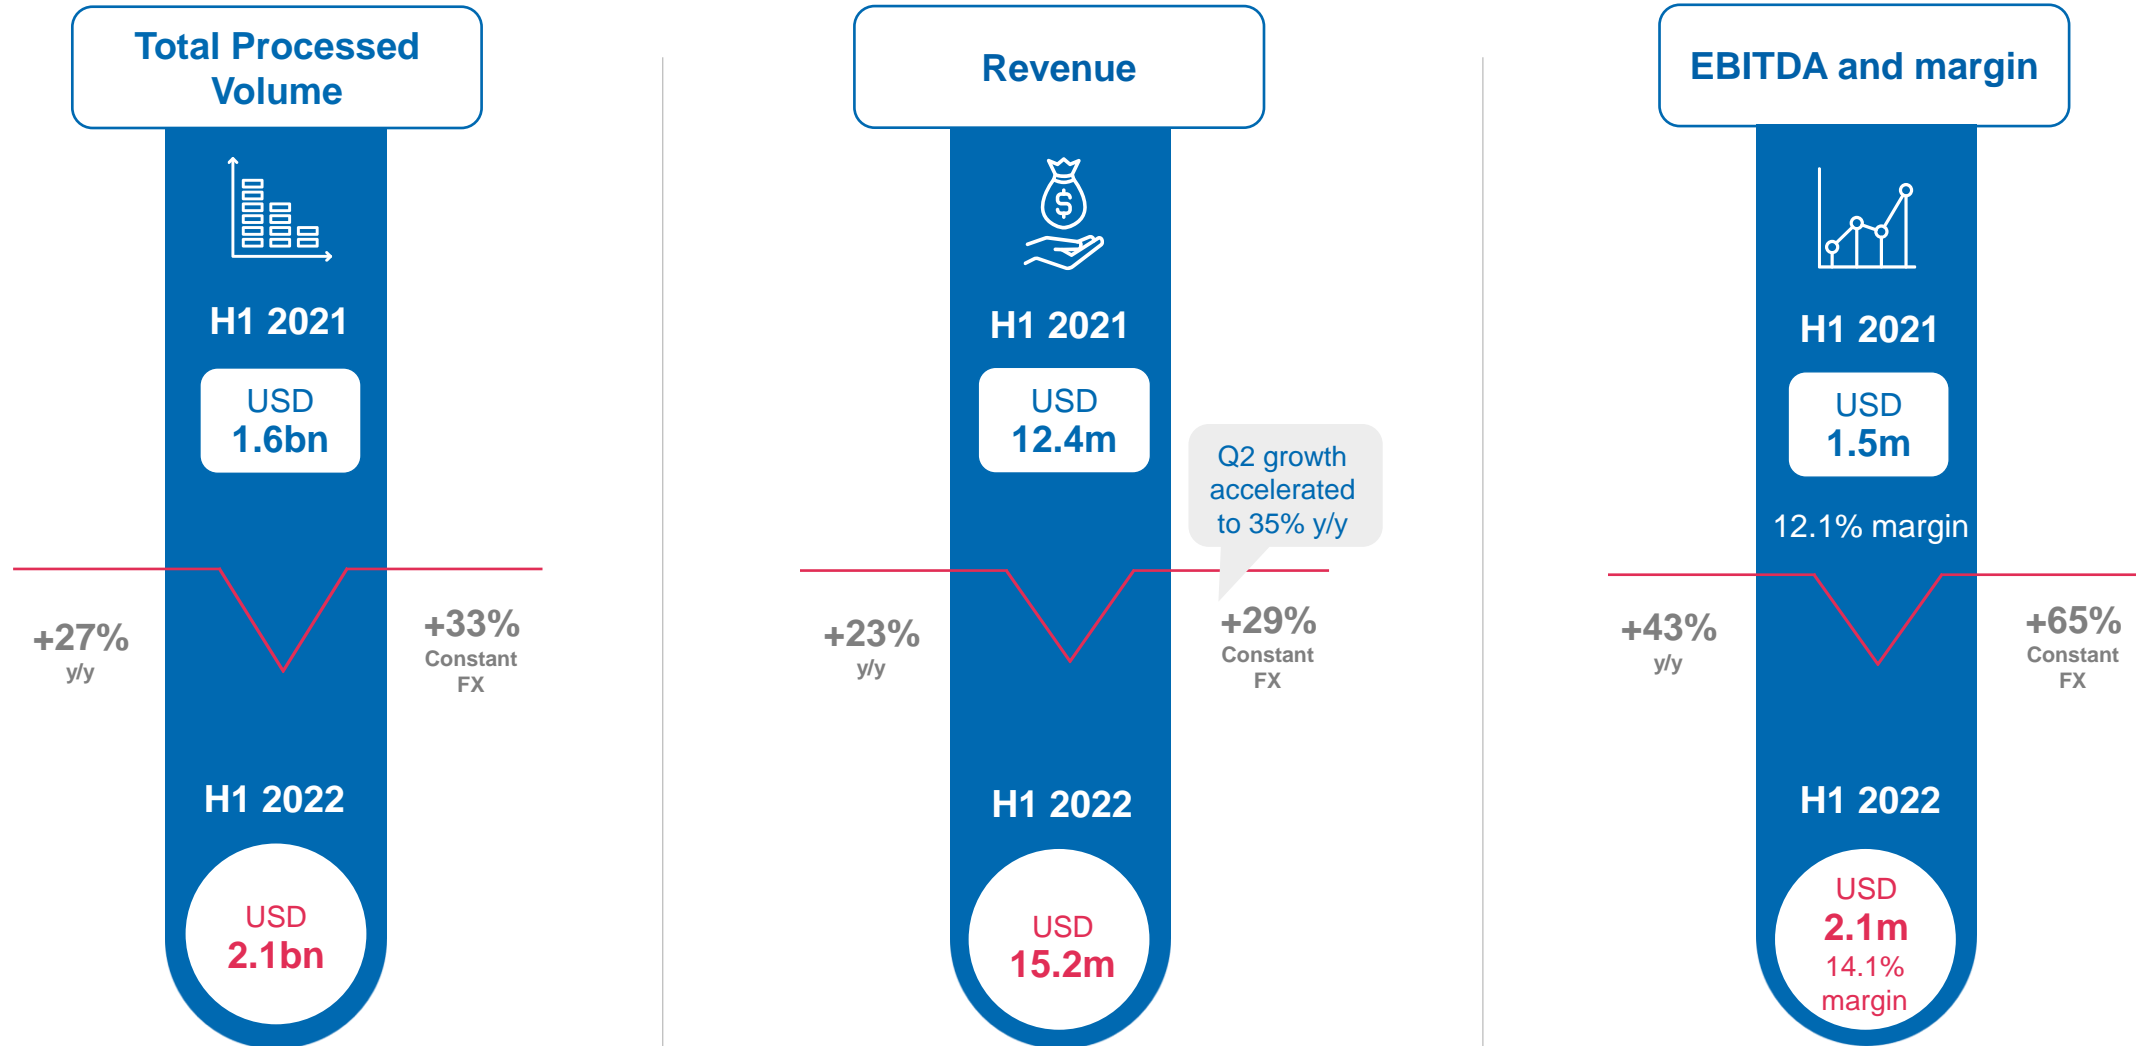 Total Processed
Volume
H1 2021
USD
1.6bn
+27%
y/y
+33%
Constant
FX
H1 2022
USD
2.1bn
Revenue
$
H1 2021
USD
12.4m
Q2 growth
accelerated
to 35% y/y
+23%
y/y
+29%
Constant
FX
H1 2022
USD
15.2m
EBITDA and margin
H1 2021
USD
1.5m
12.1% margin
+43%
y/y
+65%
Constant
FX
H1 2022
USD
2.1m
14.1%
margin